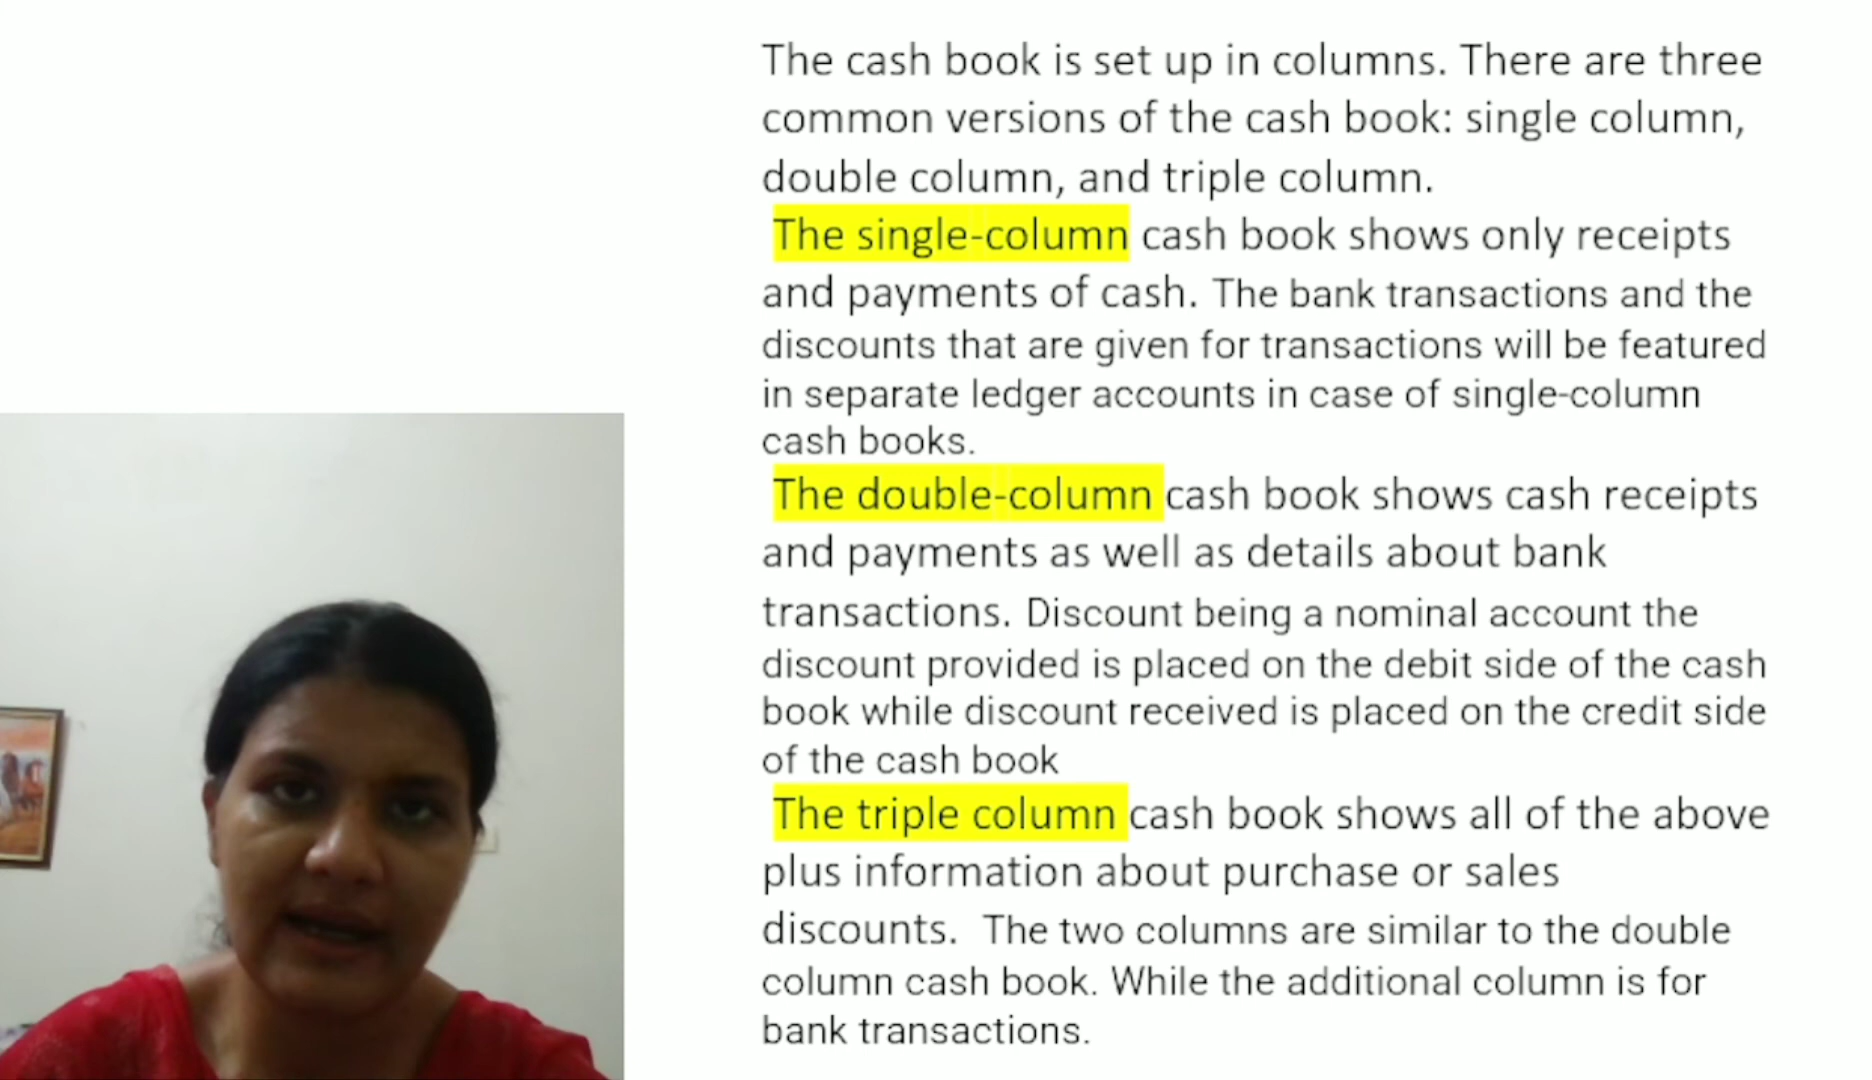 The cash book is set up in columns. There are three
common versions of the cash book: single column,
double column, and triple column.
The single-column cash book shows only receipts
and payments of cash. The bank transactions and the
discounts that are given for transactions will be featured
in separate ledger accounts in case of single-column
cash books.
The double-column cash book shows cash receipts
and payments as well as details about bank
transactions. Discount being a nominal account the
discount provided is placed on the debit side of the cash
book while discount received is placed on the credit side
of the cash book
The triple column cash book shows all of the above
plus information about purchase or sales
discounts. The two columns are similar to the double
column cash book. While the additional column is for
bank transactions.